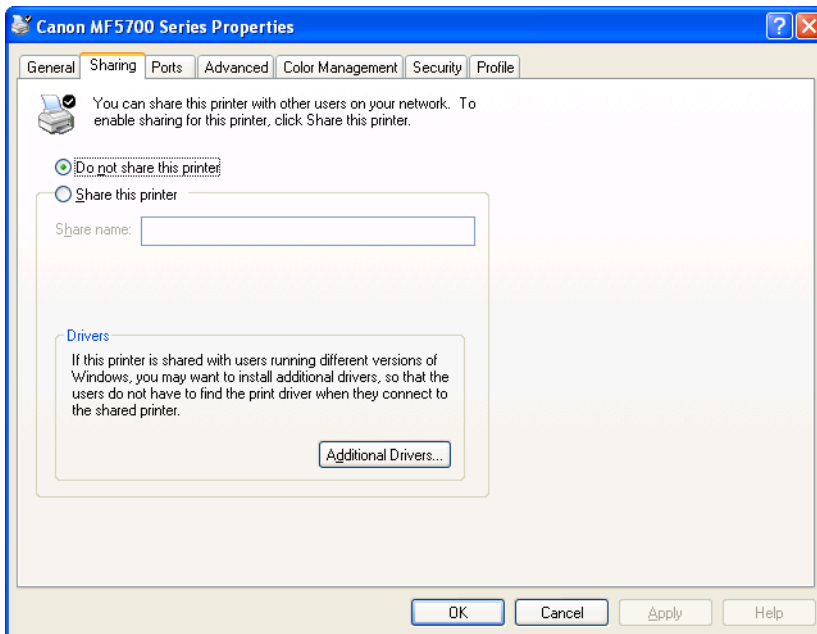 Canon MF5700 Series Properties
General Sharing Ports Advanced Color Management Security Profile
You can share this printer with other users on your network. To
enable sharing for this printer, click Share this printer.
Do not share this printer
Share this printer
Share name:
Drivers
If this printer is shared with users running different versions of
Windows, you may want to install additional drivers, so that the
users do not have to find the print driver when they connect to
the shared printer.
Additional Drivers...
OK Cancel Apply Help